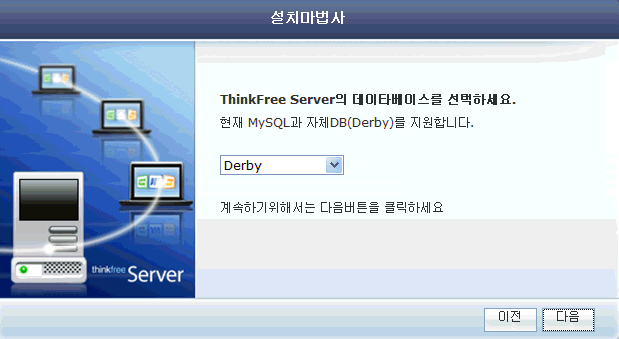 설치마법사
ThinkFree Server의 데이타베이스를 선택하세요.
현재 MySQL과 자체DB(Derby)를 지원합니다.
Derby
계속하기위해서는 다음버튼을 클릭하세요
thinkfree Server
이전
다음